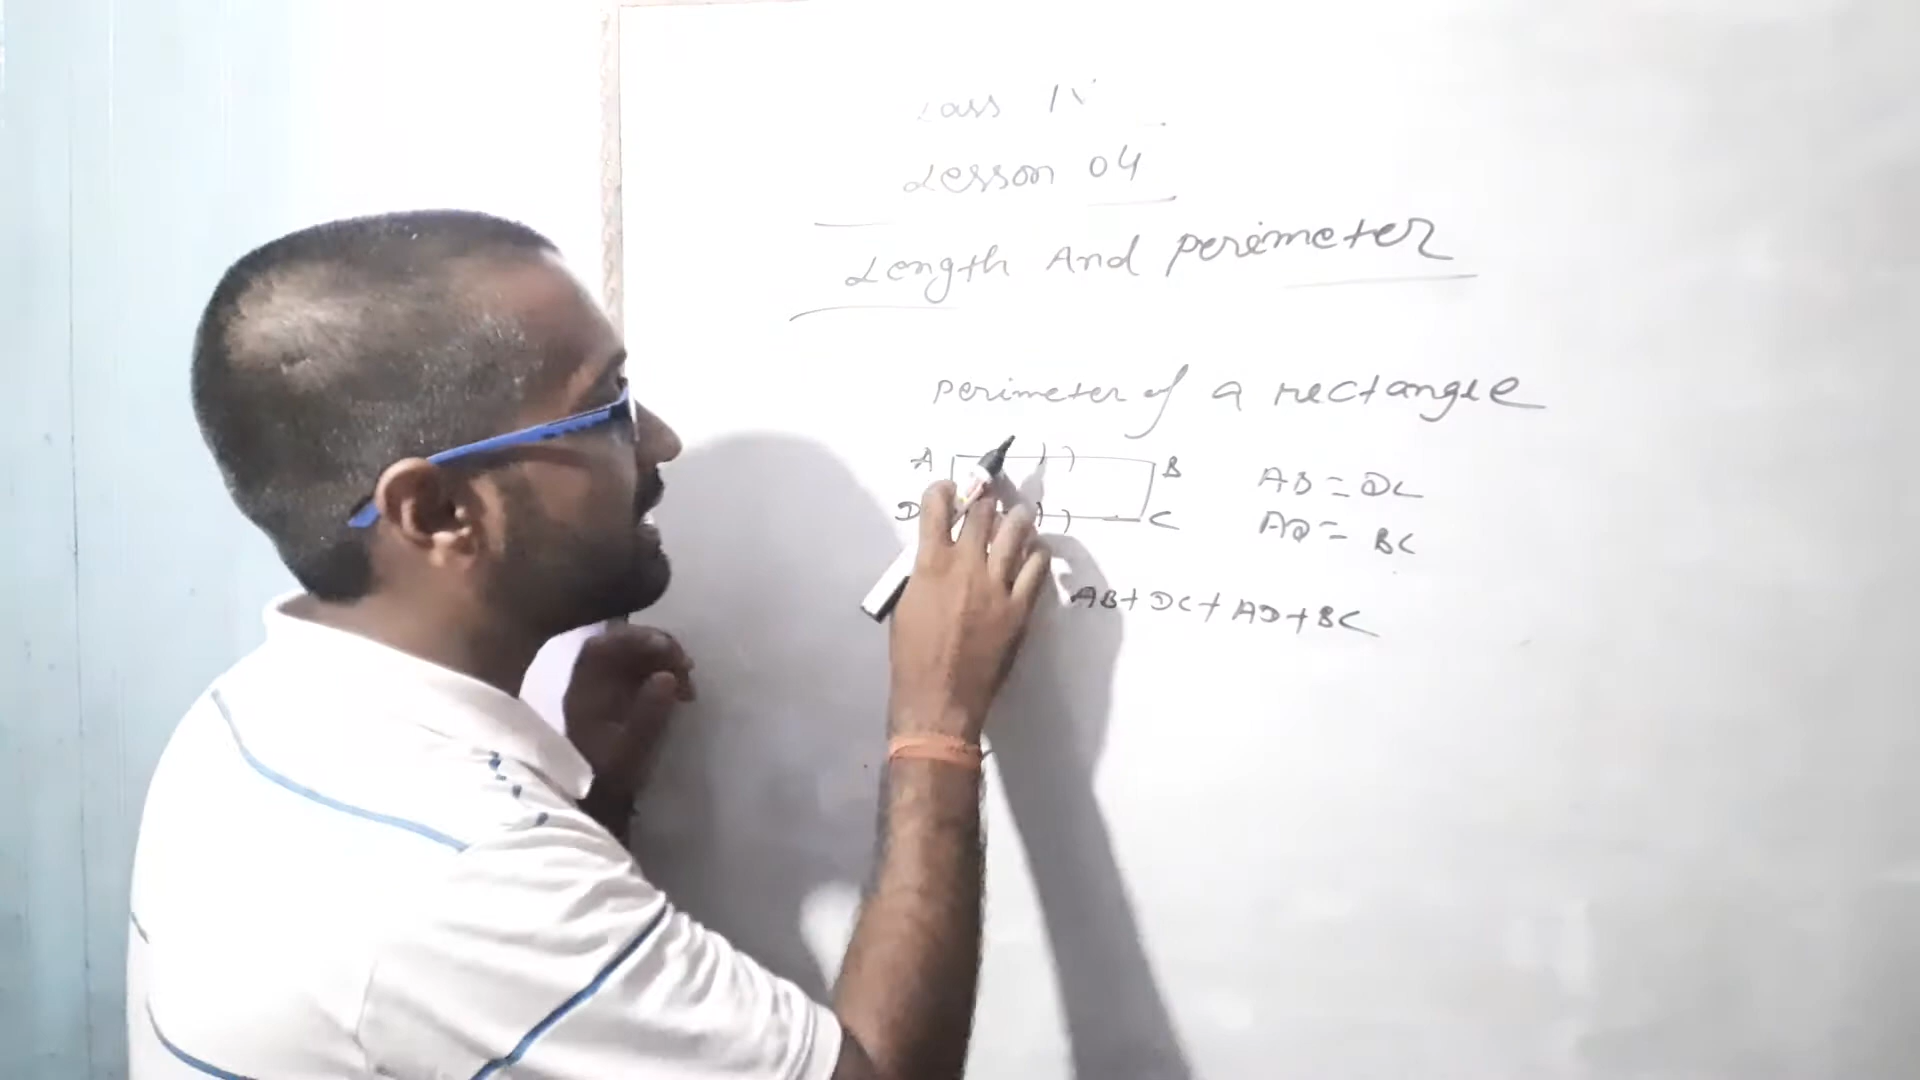 Class IV
Lesson 04
Length And Perimeter
Perimeter of a rectangle
A B
D C
AB = DC
AD = BC
AB + DC + AD + BC